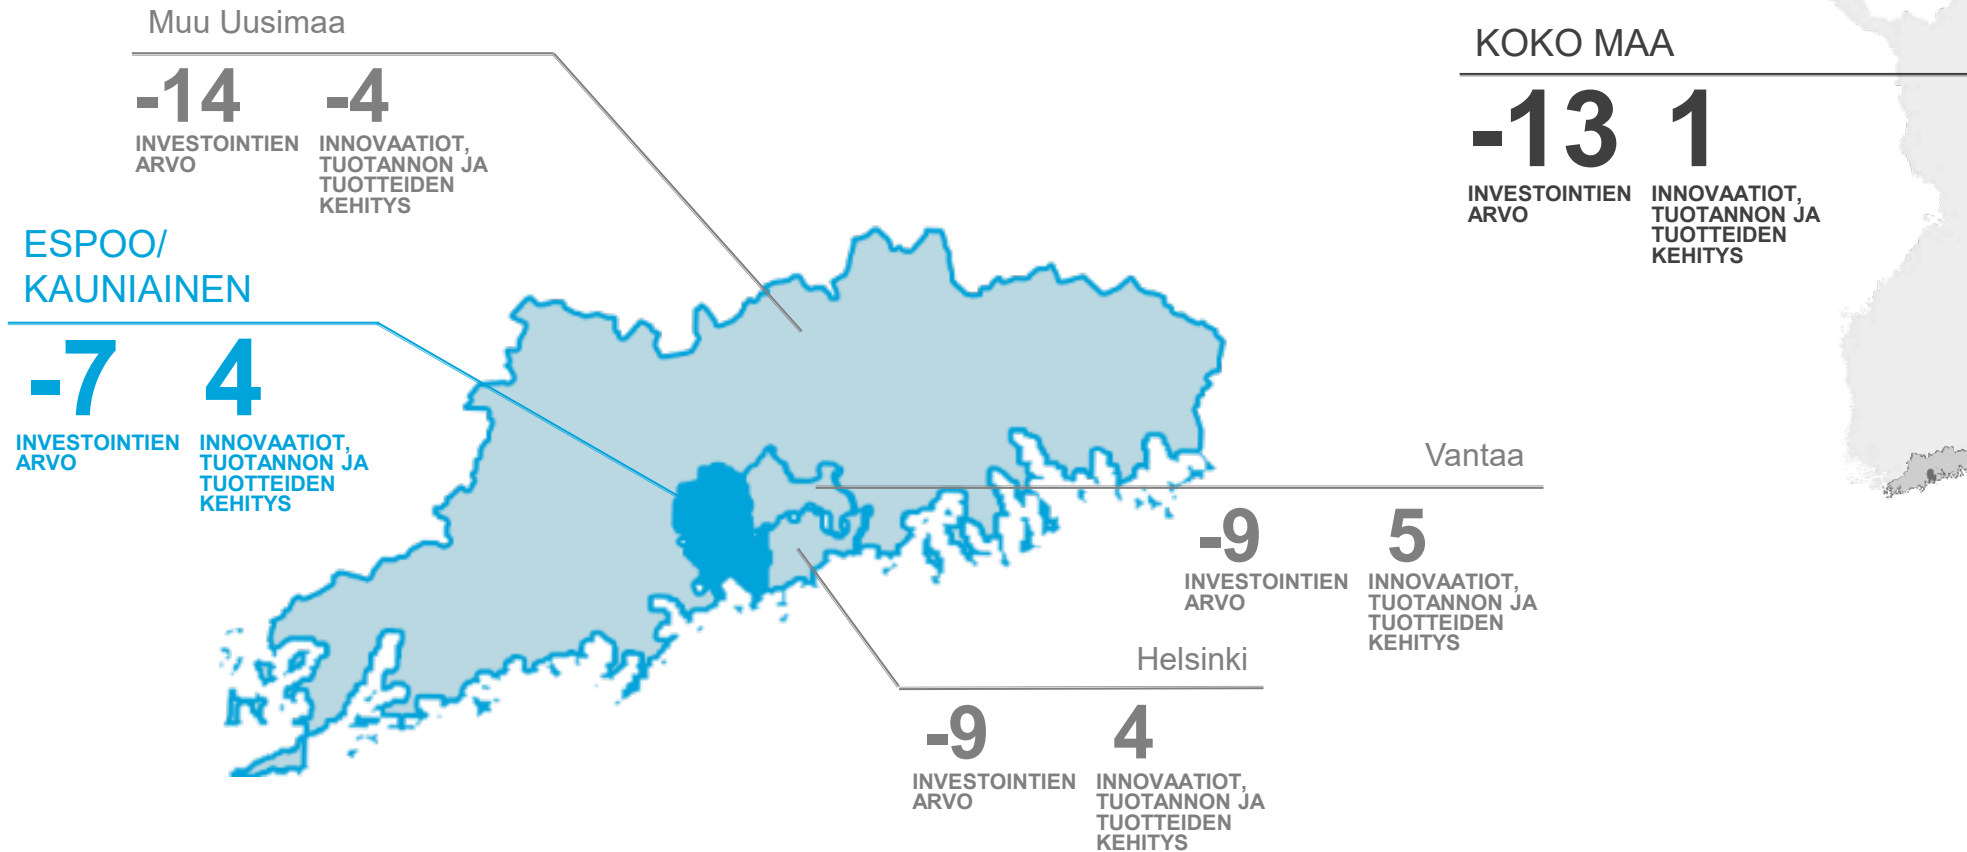 Muu Uusimaa
-14 -4
INVESTOINTIEN
ARVO
INNOVAATIOT,
TUOTANNON JA
TUOTTEIDEN
KEHITYS
KOKO MAA
-13 1
INVESTOINTIEN
ARVO
INNOVAATIOT,
TUOTANNON JA
TUOTTEIDEN
KEHITYS
ESPOO/
KAUNIAINEN
-7 4
INVESTOINTIEN
ARVO
INNOVAATIOT,
TUOTANNON JA
TUOTTEIDEN
KEHITYS
Vantaa
-9 5
INVESTOINTIEN
ARVO
INNOVAATIOT,
TUOTANNON JA
TUOTTEIDEN
KEHITYS
Helsinki
-9 4
INVESTOINTIEN
ARVO
INNOVAATIOT,
TUOTANNON JA
TUOTTEIDEN
KEHITYS